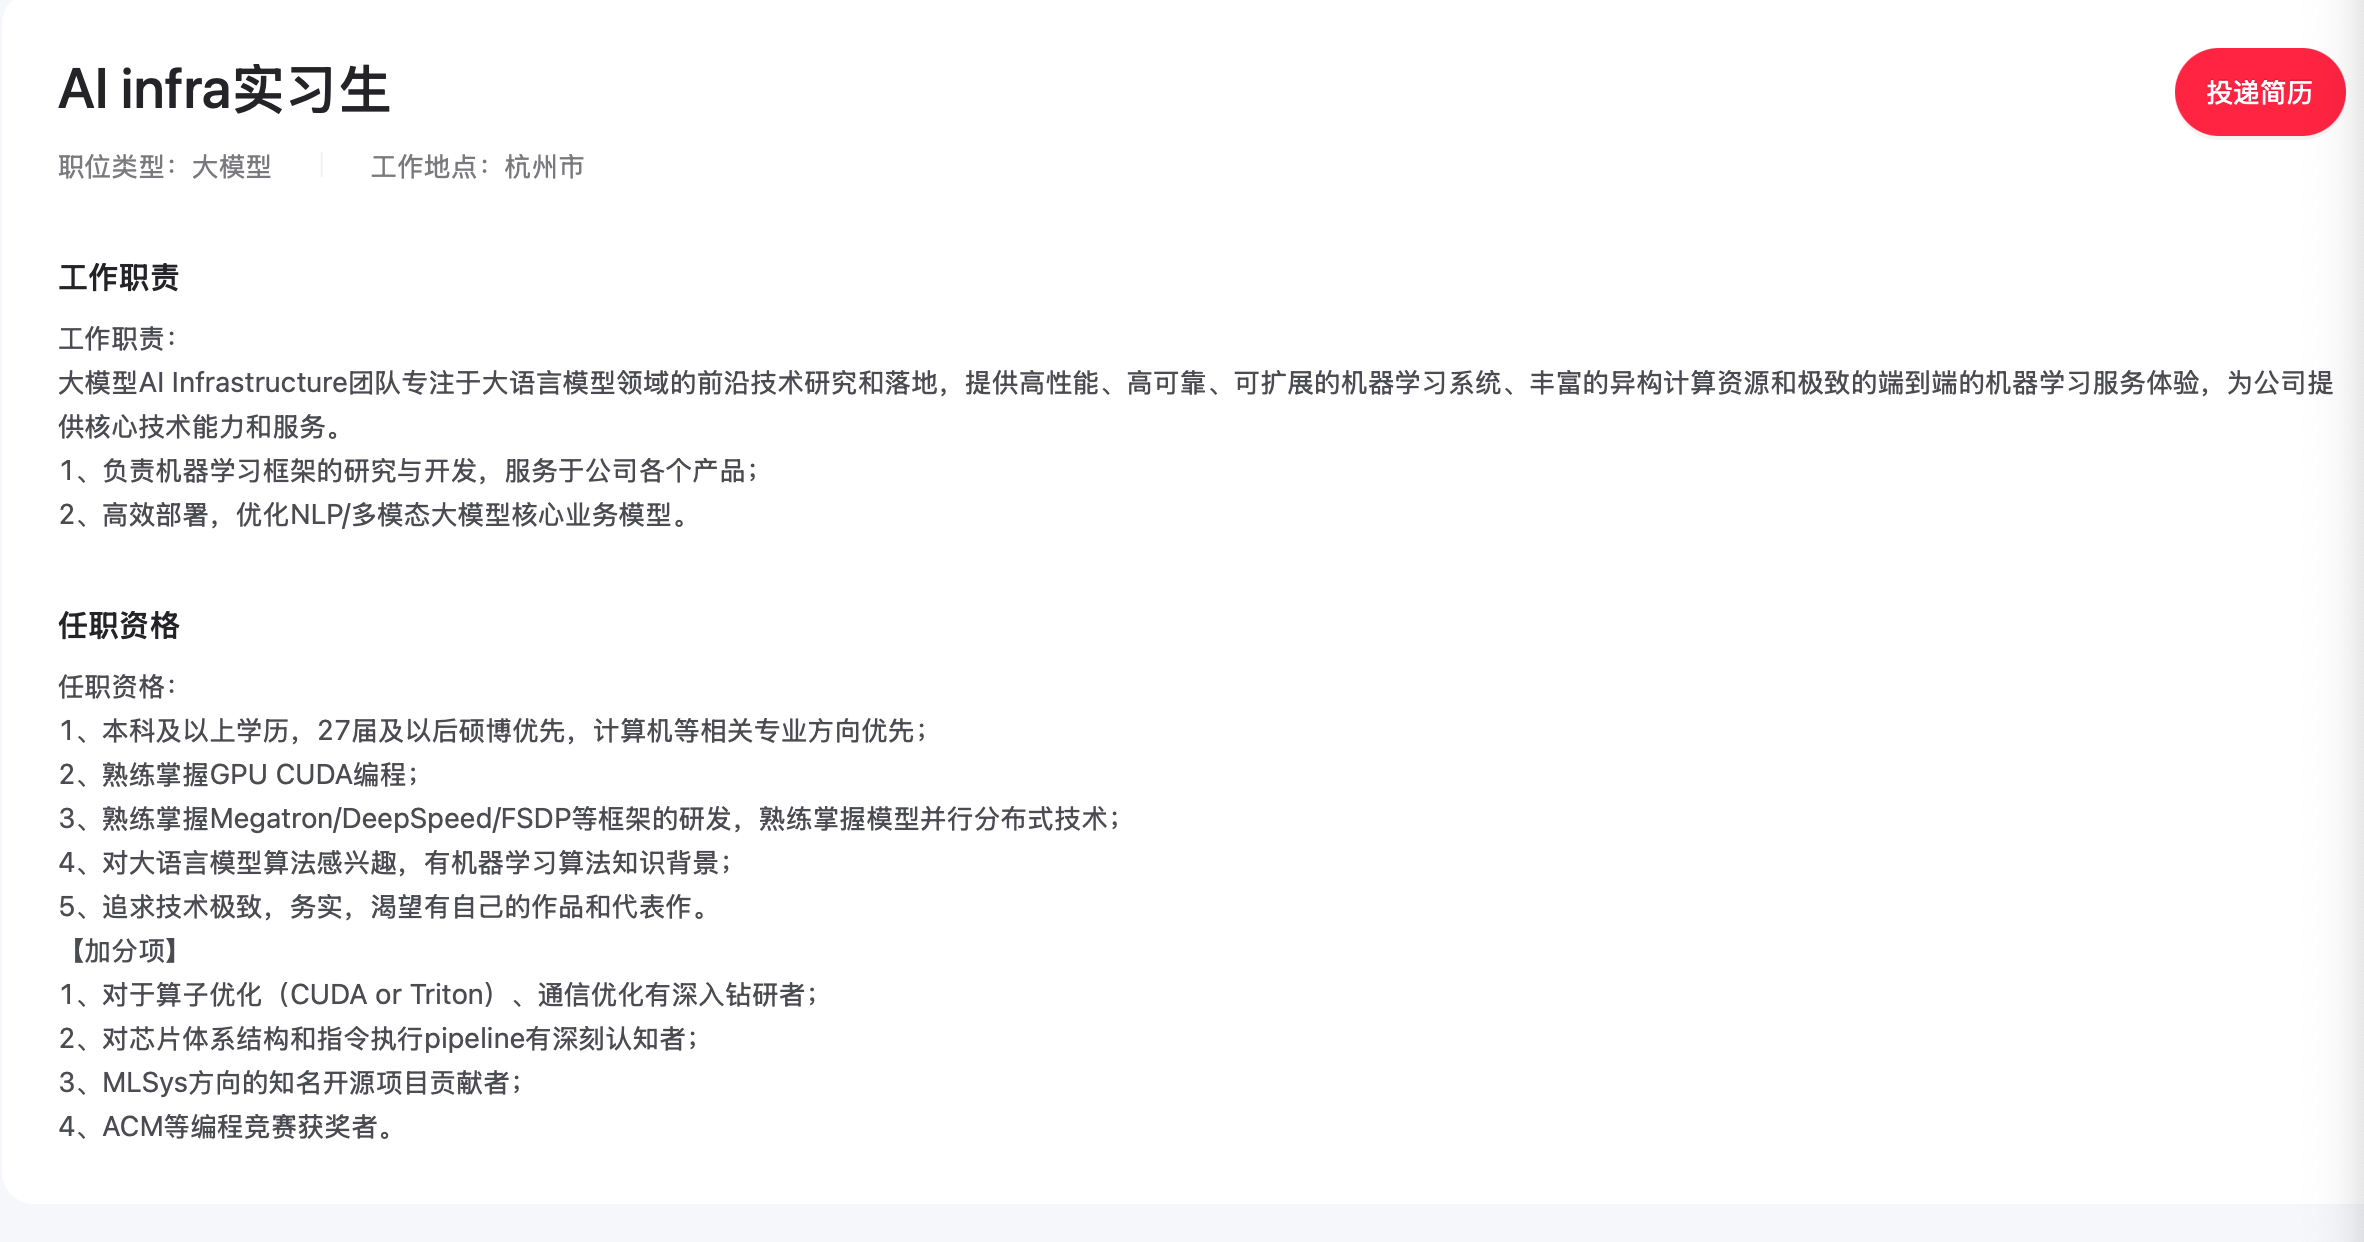 AI infra实习生
投递简历
职位类型：大模型
工作地点：杭州市
工作职责
工作职责：
大模型AI Infrastructure团队专注于大语言模型领域的前沿技术研究和落地，提供高性能、高可靠、可扩展的机器学习系统、丰富的异构计算资源和极致的端到端的机器学习服务体验，为公司提
供核心技术能力和服务。
1、负责机器学习框架的研究与开发，服务于公司各个产品；
2、高效部署，优化NLP/多模态大模型核心业务模型。
任职资格
任职资格：
1、本科及以上学历，27届及以后硕博优先，计算机等相关专业方向优先；
2、熟练掌握GPU CUDA编程；
3、熟练掌握Megatron/DeepSpeed/FSDP等框架的研发，熟练掌握模型并行分布式技术；
4、对大语言模型算法感兴趣，有机器学习算法知识背景；
5、追求技术极致，务实，渴望有自己的作品和代表作。
【加分项】
1、对于算子优化（CUDA or Triton）、通信优化有深入钻研者；
2、对芯片体系结构和指令执行pipeline有深刻认知者；
3、MLSys方向的知名开源项目贡献者；
4、ACM等编程竞赛获奖者。